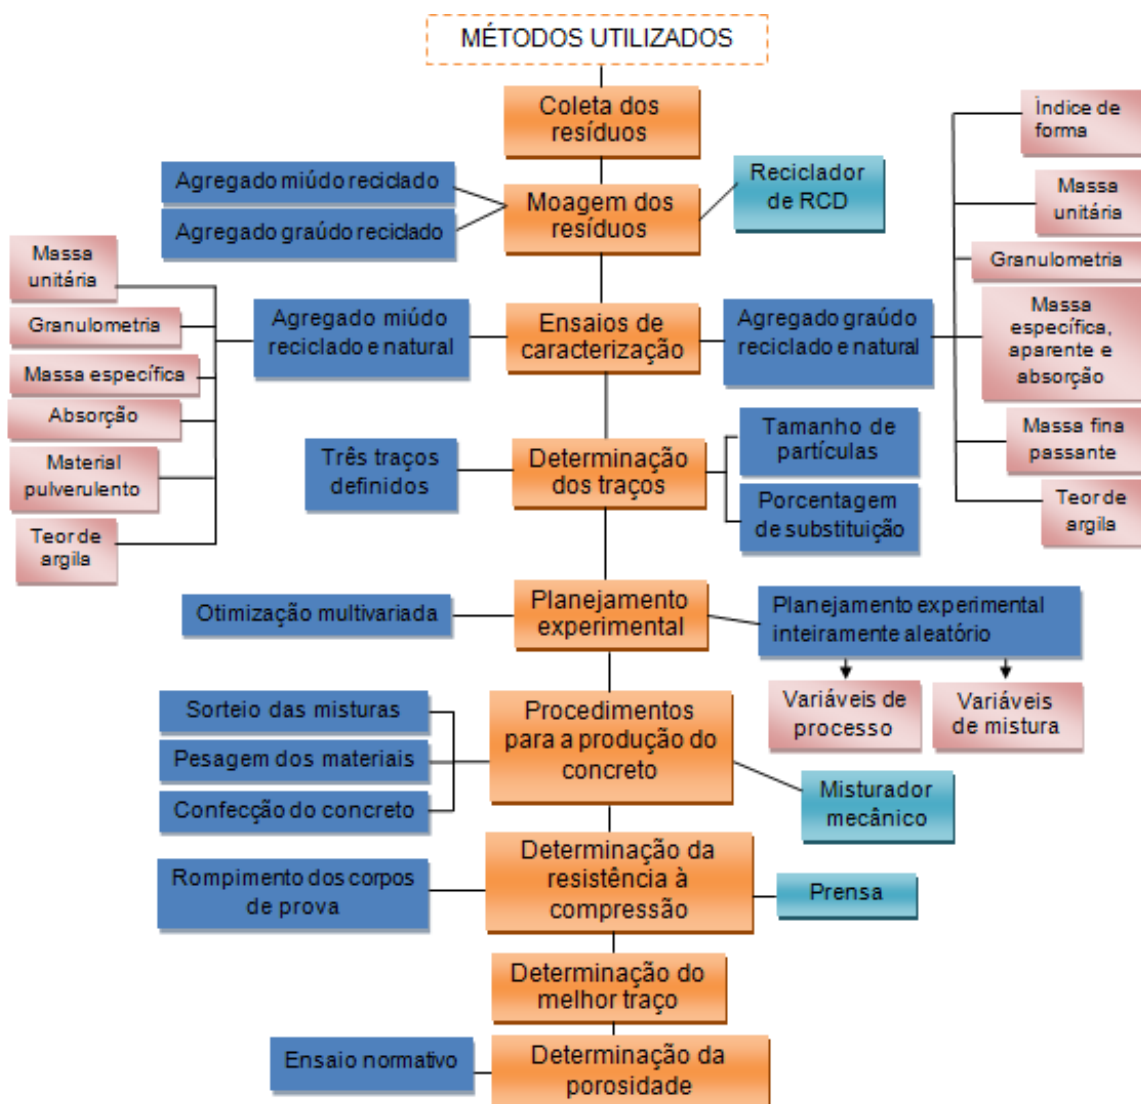 MÉTODOS UTILIZADOS
Coleta dos
resíduos
Agregado miúdo reciclado
Agregado graúdo reciclado
Moagem dos
resíduos
Reciclador
de RCD
Massa
unitária
Granulometria
Massa específica
Absorção
Material
pulverulento
Teor de
argila
Agregado miúdo
reciclado e natural
Ensaios de
caracterização
Agregado graúdo
reciclado e natural
Índice de
forma
Massa
unitária
Granulometria
Massa
específica,
aparente e
absorção
Massa fina
passante
Teor de
argila
Três traços
definidos
Determinação
dos traços
Tamanho de
partículas
Porcentagem
de substituição
Otimização multivariada
Planejamento
experimental
Planejamento experimental
inteiramente aleatório
Variáveis de
processo
Variáveis
de mistura
Sorteio das misturas
Pesagem dos materiais
Confecção do concreto
Procedimentos
para a produção do
concreto
Misturador
mecânico
Rompimento dos corpos
de prova
Determinação da
resistência à
compressão
Prensa
Determinação do
melhor traço
Ensaio normativo
Determinação da
porosidade